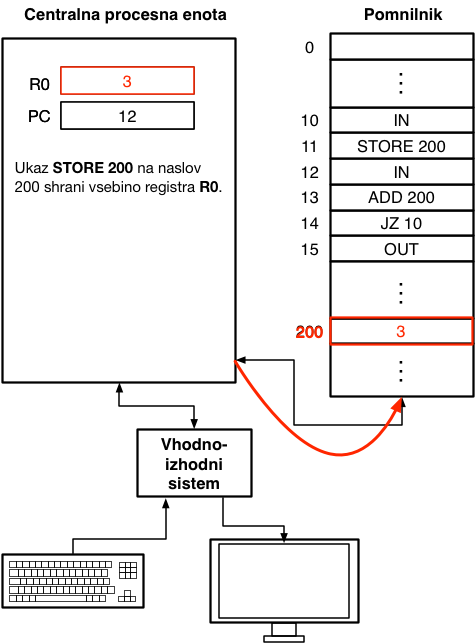 Centralna procesna enota
R0
3
PC
12
Ukaz STORE 200 na naslov
200 shrani vsebino registra R0.
Pomnilnik
0
⋮
10 IN
11 STORE 200
12 IN
13 ADD 200
14 JZ 10
15 OUT
⋮
200 3
⋮
Vhodno-
izhodni
sistem